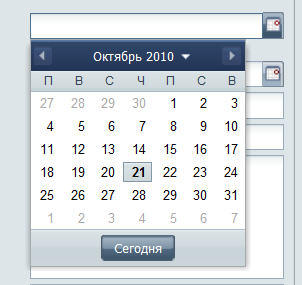 Октябрь 2010
П В С Ч П С В
27 28 29 30 1 2 3
4 5 6 7 8 9 10
11 12 13 14 15 16 17
18 19 20 21 22 23 24
25 26 27 28 29 30 31
1 2 3 4 5 6 7
Сегодня